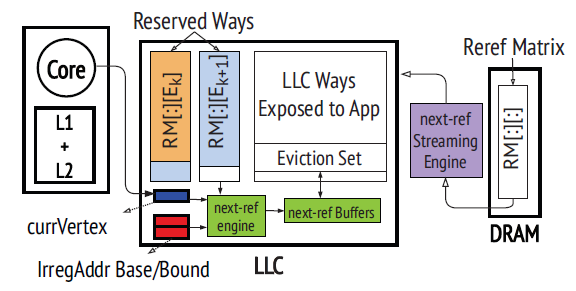 Reserved Ways
Core
L1
+
L2
RM[:][Ek]
RM[:][Ek+1]
LLC Ways
Exposed to App
Eviction Set
Reref Matrix
next-ref
Streaming
Engine
RM[:][:]
DRAM
next-ref
engine
next-ref Buffers
currVertex
IrregAddr Base/Bound
LLC